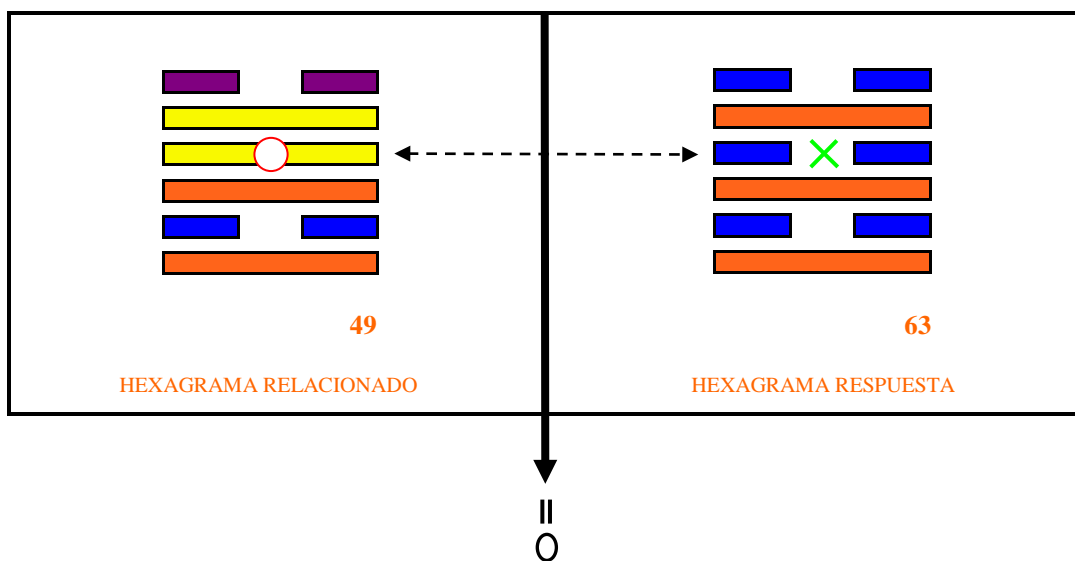 49
63
HEXAGRAMA RELACIONADO
HEXAGRAMA RESPUESTA
=
O